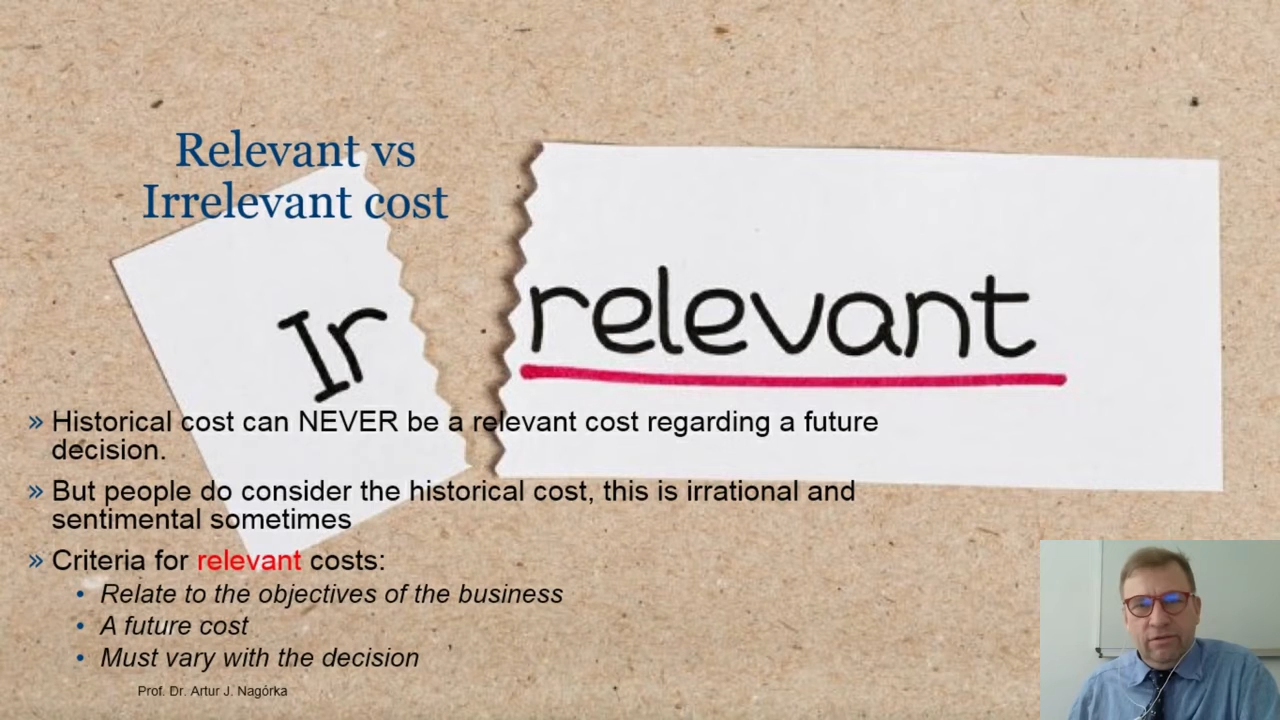 Relevant vs
Irrelevant cost
Ir relevant
» Historical cost can NEVER be a relevant cost regarding a future
decision.
» But people do consider the historical cost, this is irrational and
sentimental sometimes
» Criteria for relevant costs:
• Relate to the objectives of the business
• A future cost
• Must vary with the decision
Prof. Dr. Artur J. Nagórka